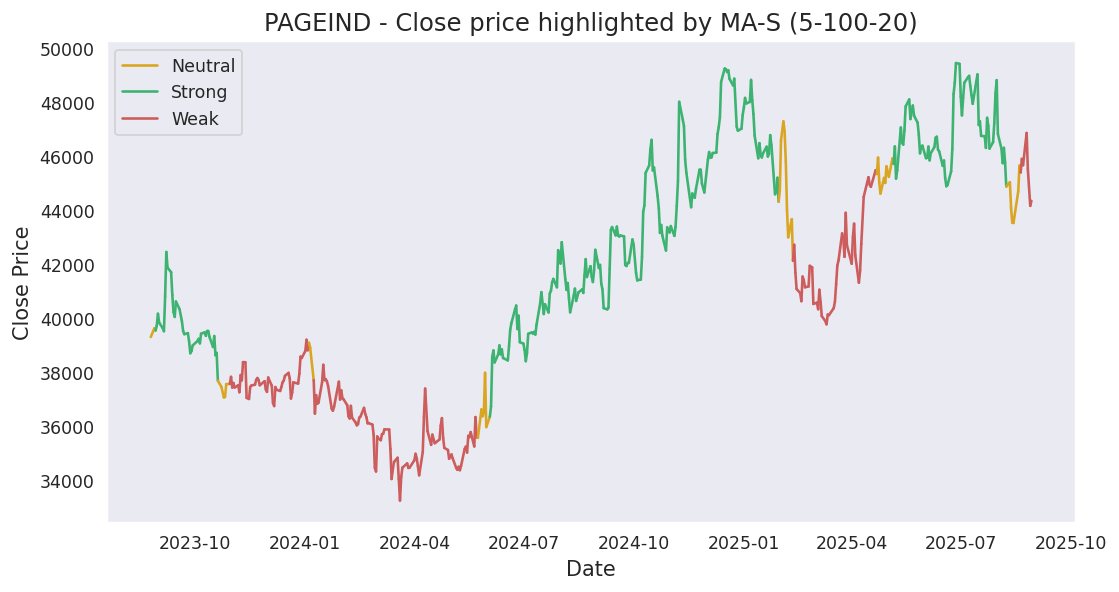 PAGEIND - Close price highlighted by MA-S (5-100-20)
50000
48000
46000
44000
42000
40000
38000
36000
34000
Close Price
Neutral
Strong
Weak
2023-10 2024-01 2024-04 2024-07 2024-10 2025-01 2025-04 2025-07 2025-10
Date